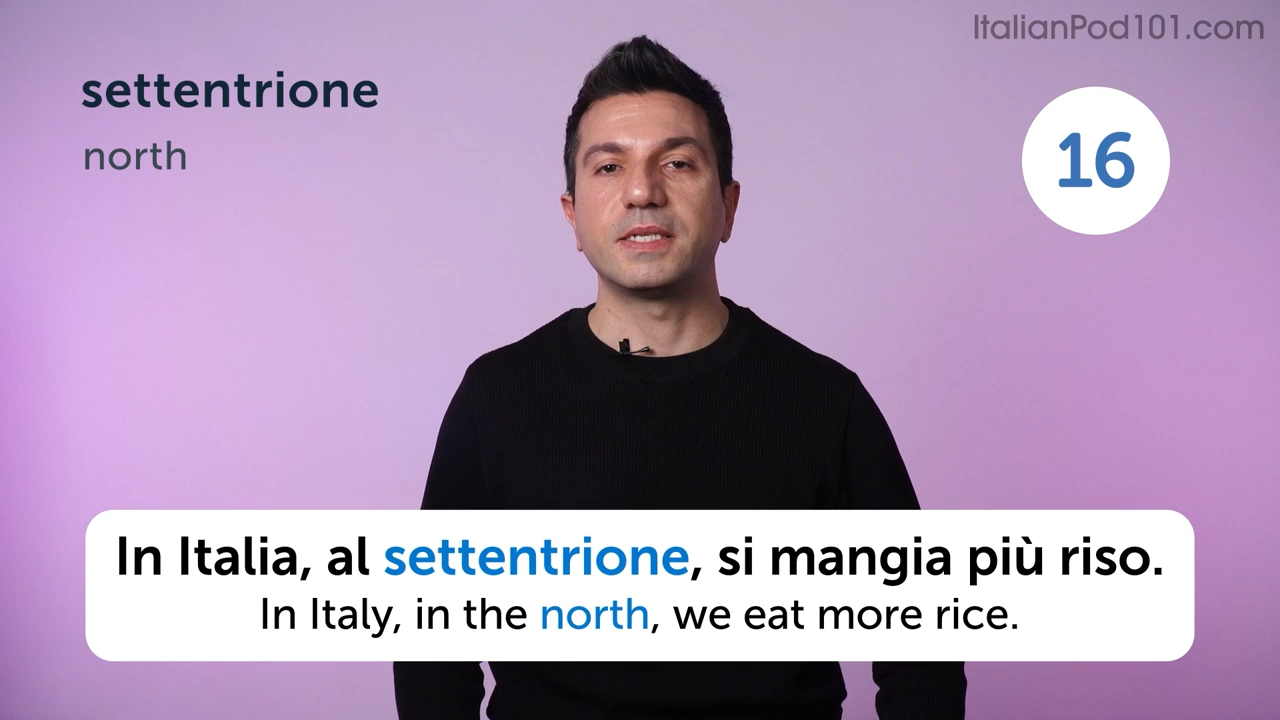 ItalianPod101.com
settentrione
north
16
In Italia, al settentrione, si mangia più riso.
In Italy, in the north, we eat more rice.